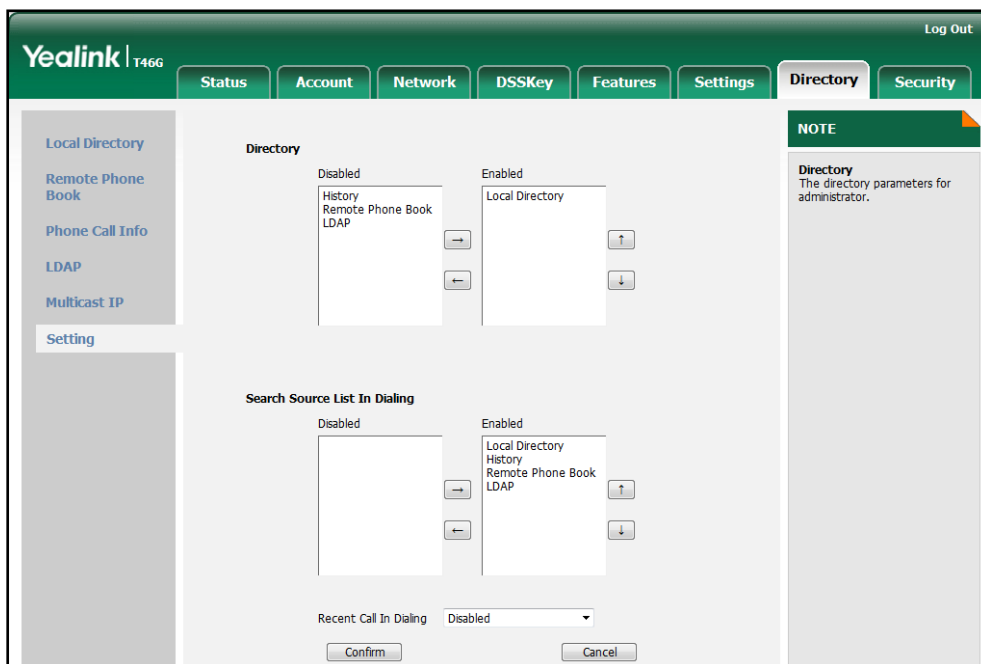 Log Out
Yealink T46G
Status Account Network DSSKey Features Settings Directory Security
Local Directory
Remote Phone
Book
Phone Call Info
LDAP
Multicast IP
Setting
Directory
Disabled Enabled
History
Remote Phone Book
LDAP
Local Directory
→
←
↑
↓
Search Source List In Dialing
Disabled Enabled
Local Directory
History
Remote Phone Book
LDAP
→
←
↑
↓
Recent Call In Dialing Disabled
Confirm Cancel
NOTE
Directory
The directory parameters for
administrator.